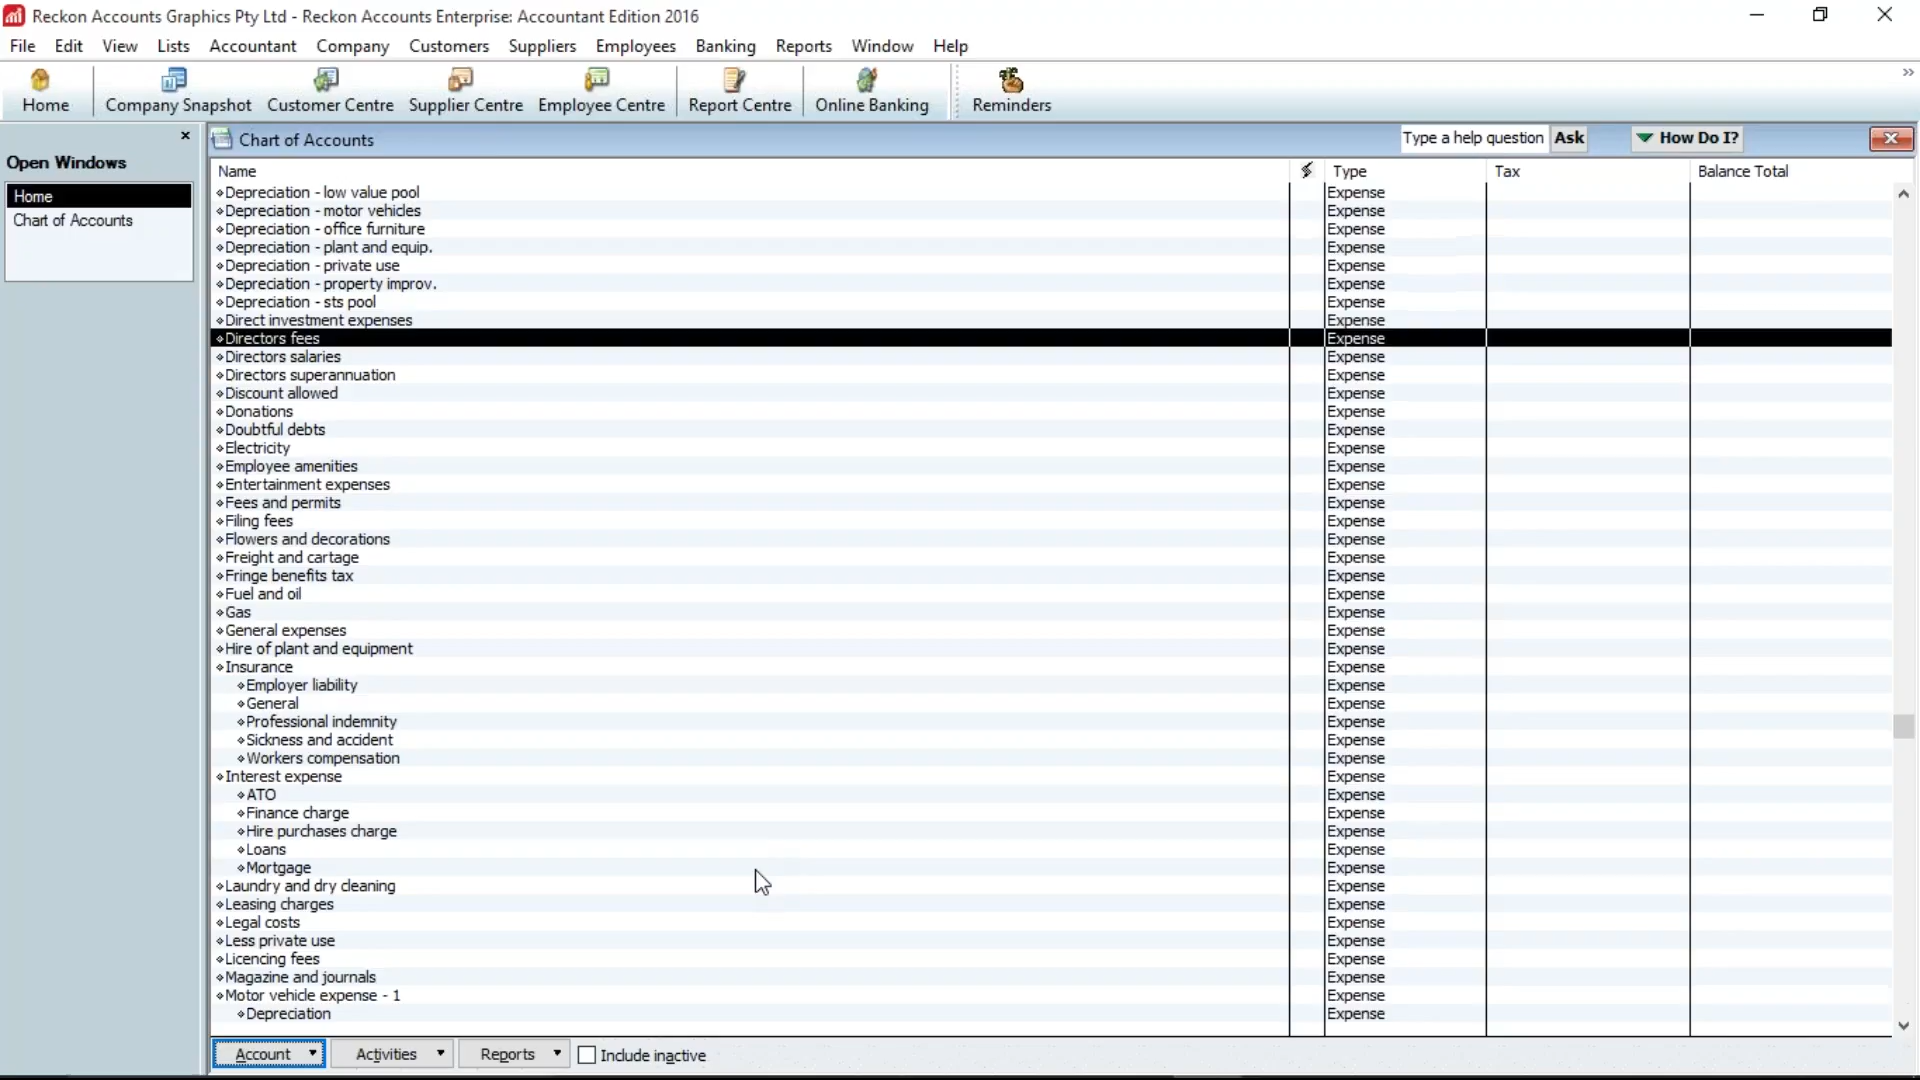 Reckon Accounts Graphics Pty Ltd - Reckon Accounts Enterprise: Accountant Edition 2016
File Edit View Lists Accountant Company Customers Suppliers Employees Banking Reports Window Help
Home Company Snapshot Customer Centre Supplier Centre Employee Centre Report Centre Online Banking Reminders
Open Windows
Home
Chart of Accounts
Chart of Accounts Type a help question Ask How Do I?
Name Type Tax Balance Total
Depreciation - low value pool Expense
Depreciation - motor vehicles Expense
Depreciation - office furniture Expense
Depreciation - plant and equip. Expense
Depreciation - private use Expense
Depreciation - property improv. Expense
Depreciation - sts pool Expense
Direct investment expenses Expense
Directors fees Expense
Directors salaries Expense
Directors superannuation Expense
Discount allowed Expense
Donations Expense
Doubtful debts Expense
Electricity Expense
Employee amenities Expense
Entertainment expenses Expense
Fees and permits Expense
Filing fees Expense
Flowers and decorations Expense
Freight and cartage Expense
Fringe benefits tax Expense
Fuel and oil Expense
Gas Expense
General expenses Expense
Hire of plant and equipment Expense
Insurance Expense
Employer liability Expense
General Expense
Professional indemnity Expense
Sickness and accident Expense
Workers compensation Expense
Interest expense Expense
ATO Expense
Finance charge Expense
Hire purchases charge Expense
Loans Expense
Mortgage Expense
Laundry and dry cleaning Expense
Leasing charges Expense
Legal costs Expense
Less private use Expense
Licencing fees Expense
Magazine and journals Expense
Motor vehicle expense - 1 Expense
Depreciation Expense
Account Activities Reports Include inactive